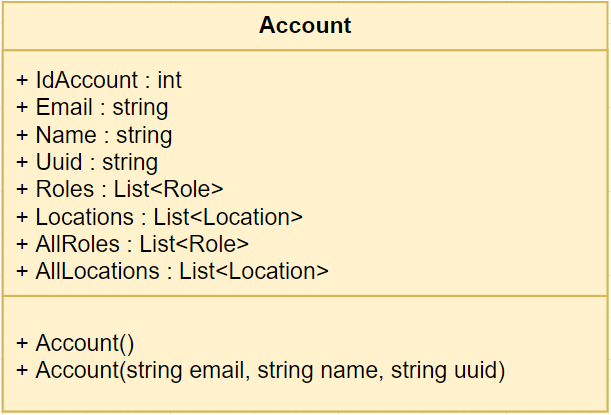 Account
+ IdAccount : int
+ Email : string
+ Name : string
+ Uuid : string
+ Roles : List<Role>
+ Locations : List<Location>
+ AllRoles : List<Role>
+ AllLocations : List<Location>
+ Account()
+ Account(string email, string name, string uuid)